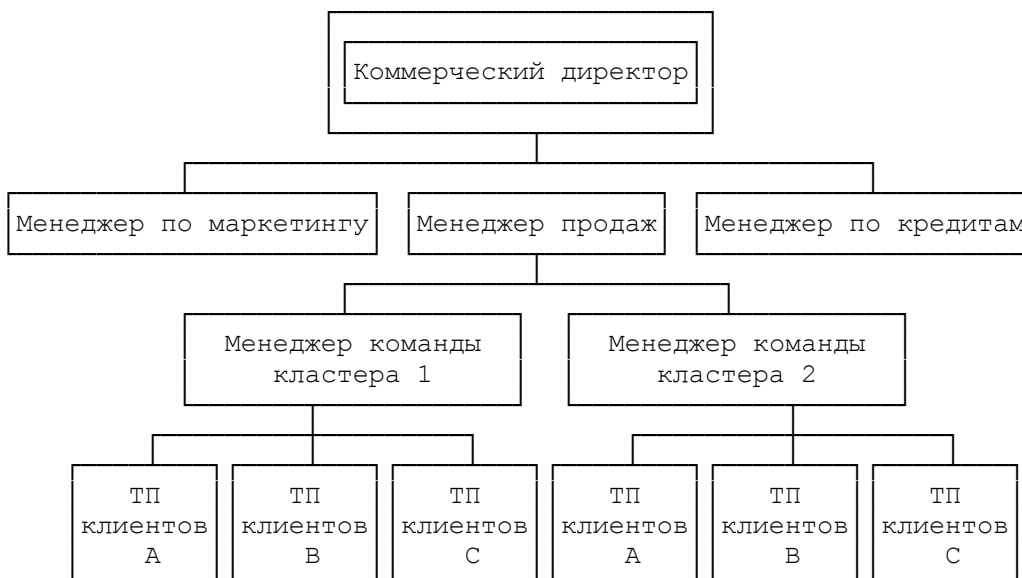 Коммерческий директор
Менеджер по маркетингу
Менеджер продаж
Менеджер по кредитам
Менеджер команды
кластера 1
Менеджер команды
кластера 2
ТП
клиентов
A
ТП
клиентов
B
ТП
клиентов
C
ТП
клиентов
A
ТП
клиентов
B
ТП
клиентов
C